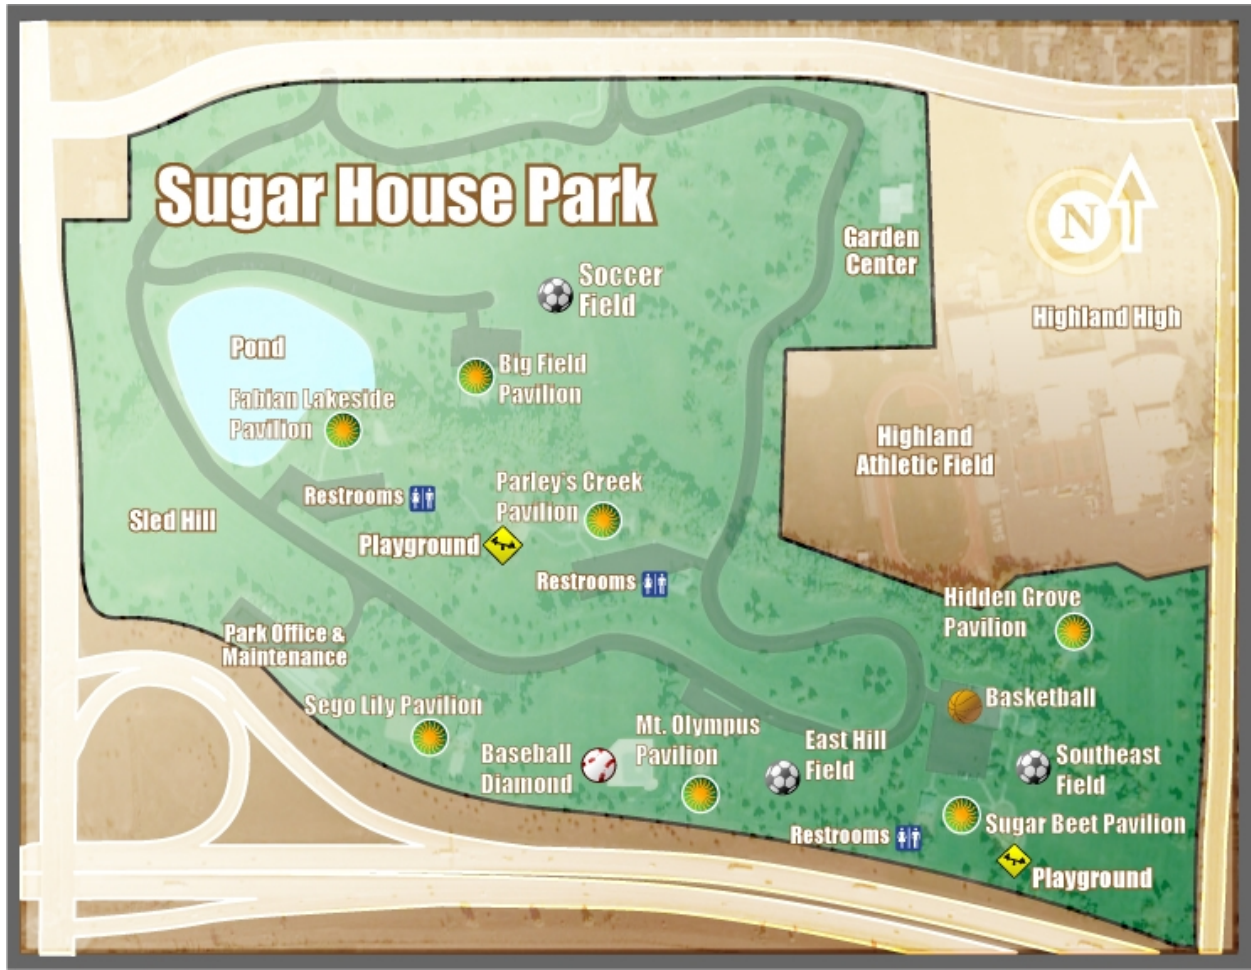 Sugar House Park
N
Garden
Center
Soccer
Field
Highland High
Pond
Big Field
Pavilion
Fabian Lakeside
Pavilion
Highland
Athletic Field
Parley's Creek
Pavilion
Restrooms
Sled Hill
Playground
Restrooms
Hidden Grove
Pavilion
Park Office &
Maintenance
Basketball
Sego Lily Pavilion
Mt. Olympus
Pavilion
East Hill
Field
Baseball
Diamond
Southeast
Field
Sugar Beet Pavilion
Restrooms
Playground